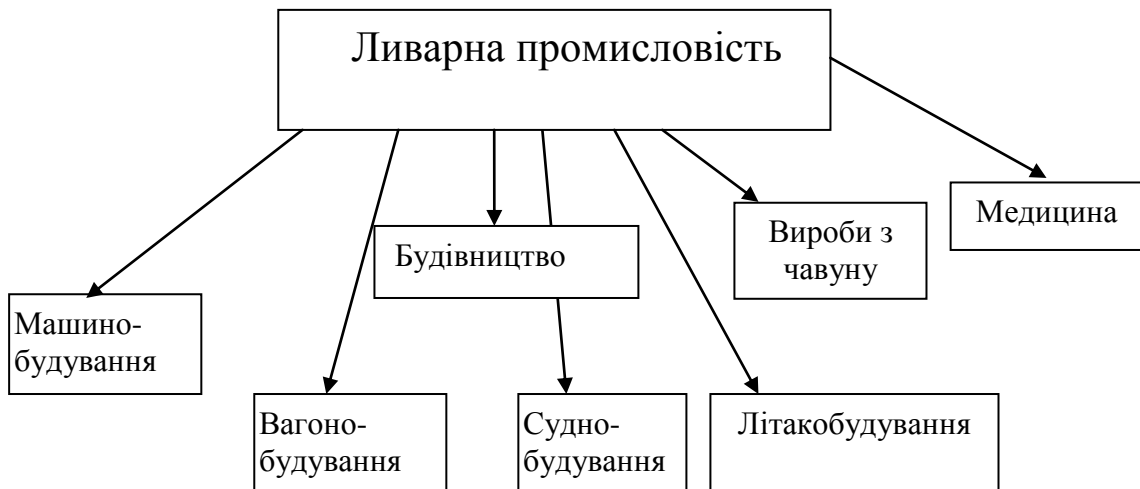 Ливарна промисловість
Медицина
Вироби з
чавуну
Будівництво
Машино-
будування
Вагоно-
будування
Судно-
будування
Літакобудування